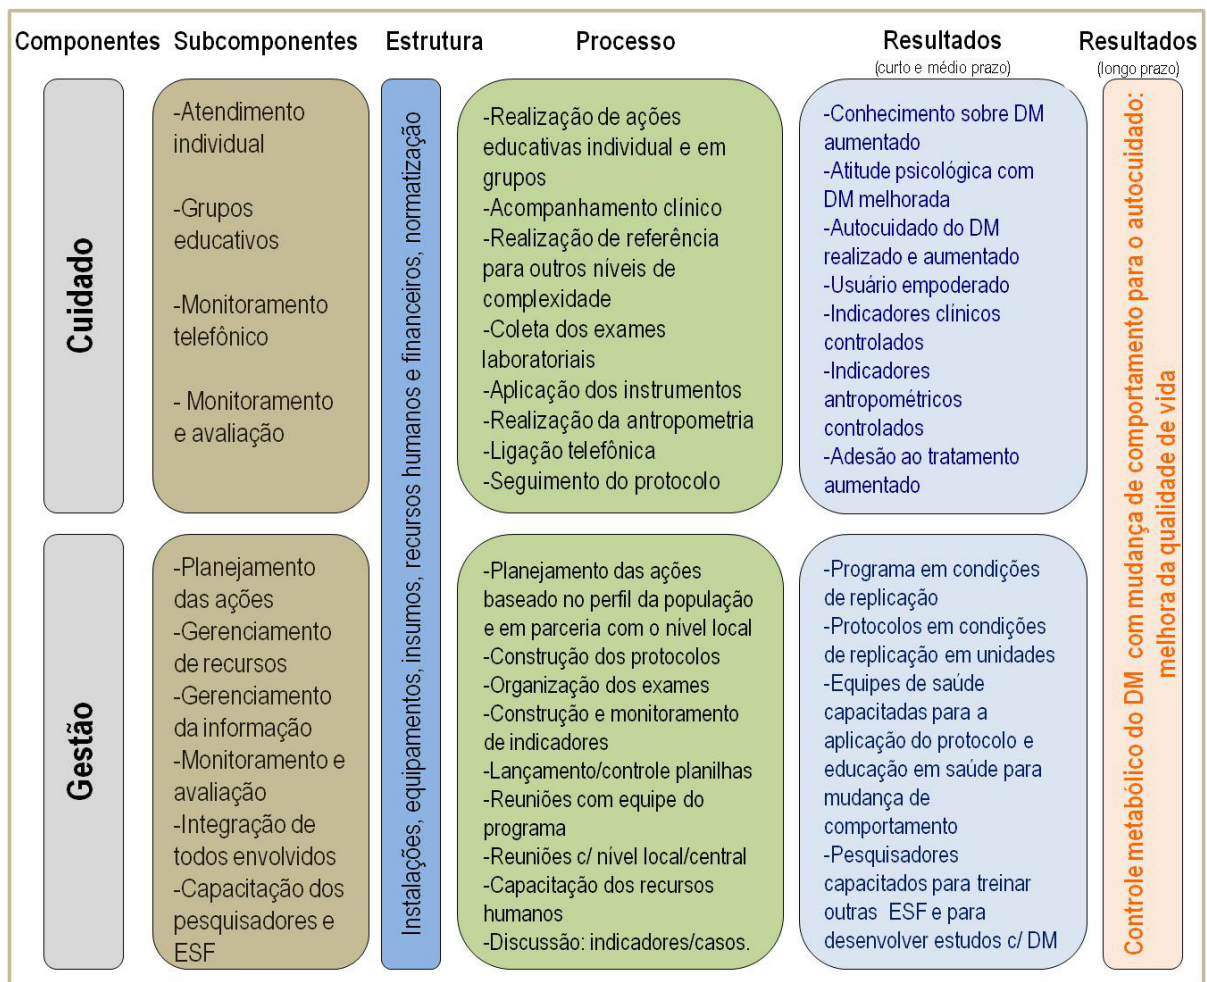 Componentes
Subcomponentes
Estrutura
Processo
Resultados
(curto e médio prazo)
Resultados
(longo prazo)
Cuidado
-Atendimento
individual
-Grupos
educativos
-Monitoramento
telefônico
- Monitoramento
e avaliação
Instalações, equipamentos, insumos, recursos humanos e financeiros, normatização
-Realização de ações
educativas individual e em
grupos
-Acompanhamento clínico
-Realização de referência
para outros níveis de
complexidade
-Coleta dos exames
laboratoriais
-Aplicação dos instrumentos
-Realização da antropometria
-Ligação telefônica
-Seguimento do protocolo
-Conhecimento sobre DM
aumentado
-Atitude psicológica com
DM melhorada
-Autocuidado do DM
realizado e aumentado
-Usuário empoderado
-Indicadores clínicos
controlados
-Indicadores
antropométricos
controlados
-Adesão ao tratamento
aumentado
Controle metabólico do DM com mudança de comportamento para o autocuidado:
melhora da qualidade de vida
Gestão
-Planejamento
das ações
-Gerenciamento
de recursos
-Gerenciamento
da informação
-Monitoramento e
avaliação
-Integração de
todos envolvidos
-Capacitação dos
pesquisadores e
ESF
-Planejamento das ações
baseado no perfil da população
e em parceria com o nível local
-Construção dos protocolos
-Organização dos exames
-Construção e monitoramento
de indicadores
-Lançamento/controle planilhas
-Reuniões com equipe do
programa
-Reuniões c/ nível local/central
-Capacitação dos recursos
humanos
-Discussão: indicadores/casos.
-Programa em condições
de replicação
-Protocolos em condições
de replicação em unidades
-Equipes de saúde
capacitadas para a
aplicação do protocolo e
educação em saúde para
mudança de
comportamento
-Pesquisadores
capacitados para treinar
outras ESF e para
desenvolver estudos c/ DM